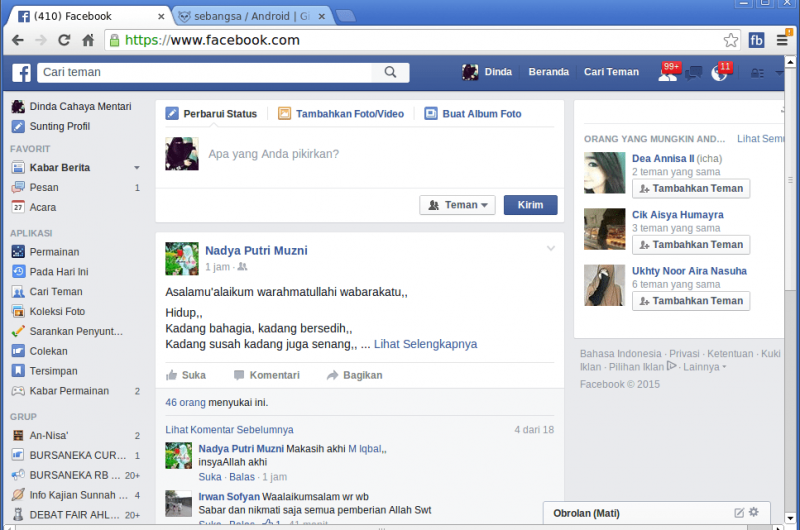 (410) Facebook
sebangsa / Android | Gi
https://www.facebook.com
fb
Cari teman
Dinda
Beranda
Cari Teman
99+
11
Dinda Cahaya Mentari
Sunting Profil
FAVORIT
Kabar Berita
Pesan 1
27 Acara
APLIKASI
Permainan
Pada Hari Ini
Cari Teman
Koleksi Foto
Sarankan Penyunt...
Colekan
Tersimpan
Kabar Permainan 2
GRUP
An-Nisa' 2
BURSANEKA CUR... 1
BURSANEKA RB ... 20+
Info Kajian Sunnah ... 4
DEBAT FAIR AHL... 20+
Perbarui Status
Tambahkan Foto/Video
Buat Album Foto
Apa yang Anda pikirkan?
Teman
Kirim
Nadya Putri Muzni
1 jam ·
Asalamu'alaikum warahmatullahi wabarakatu,,
Hidup,,
Kadang bahagia, kadang bersedih,,
Kadang susah kadang juga senang,, ... Lihat Selengkapnya
Suka
Komentari
Bagikan
46 orang menyukai ini.
Lihat Komentar Sebelumnya
4 dari 18
Nadya Putri Muzni Makasih akhi M Iqbal,,
insyaAllah akhi
Suka · Balas · 1 jam
Irwan Sofyan Waalaikumsalam wr wb
Sabar dan nikmati saja semua pemberian Allah Swt
Suka · Balas · 1 · 41 menit
ORANG YANG MUNGKIN AND...
Lihat Semu
Dea Annisa II (icha)
2 teman yang sama
Tambahkan Teman
Cik Aisya Humayra
3 teman yang sama
Tambahkan Teman
Ukhty Noor Aira Nasuha
6 teman yang sama
Tambahkan Teman
Bahasa Indonesia · Privasi · Ketentuan · Kuki
Iklan · Pilihan Iklan · Lainnya
Facebook © 2015
Obrolan (Mati)